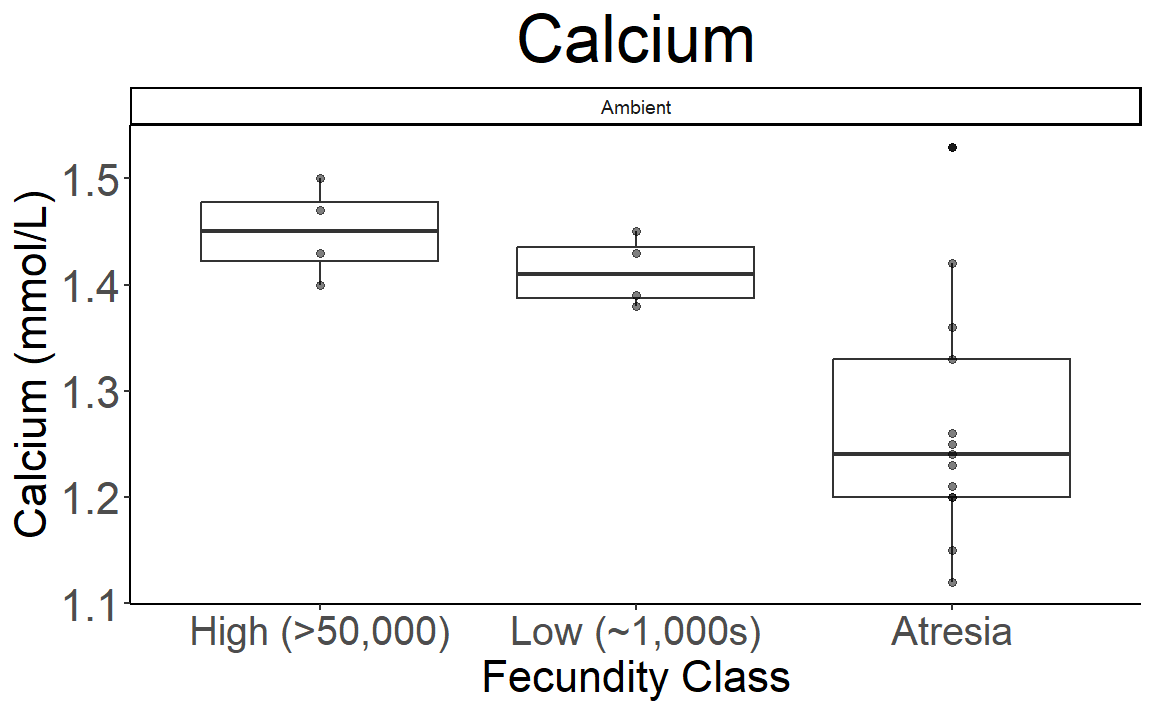 Calcium
Ambient
Calcium (mmol/L)
1.5
1.4
1.3
1.2
1.1
High (>50,000)
Low (~1,000s)
Atresia
Fecundity Class